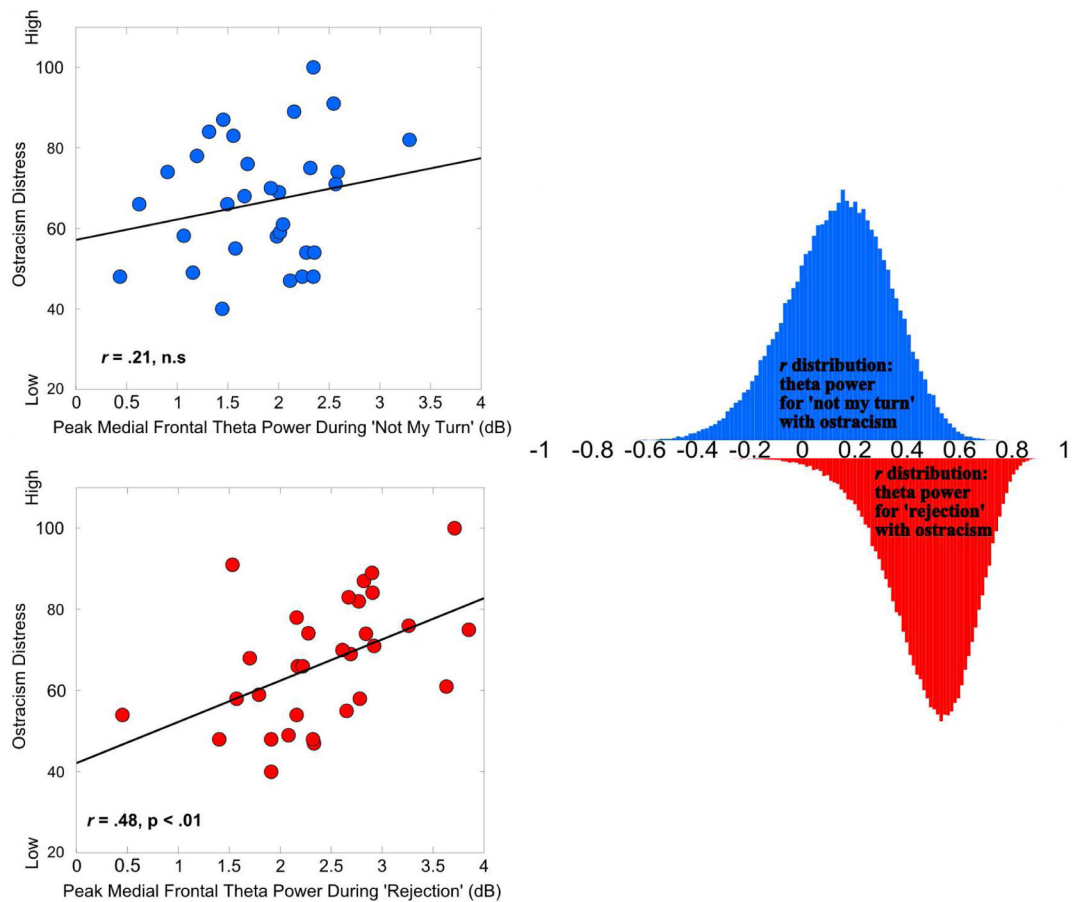 High
100
80
60
40
20
Low
Ostracism Distress
r = .21, n.s
0 0.5 1 1.5 2 2.5 3 3.5 4
Peak Medial Frontal Theta Power During 'Not My Turn' (dB)
High
100
80
60
40
20
Low
Ostracism Distress
r = .48, p < .01
0 0.5 1 1.5 2 2.5 3 3.5 4
Peak Medial Frontal Theta Power During 'Rejection' (dB)
r distribution:
theta power
for 'not my turn'
with ostracism
-1 -0.8 -0.6 -0.4 -0.2 0 0.2 0.4 0.6 0.8 1
r distribution:
theta power
for 'rejection'
with ostracism